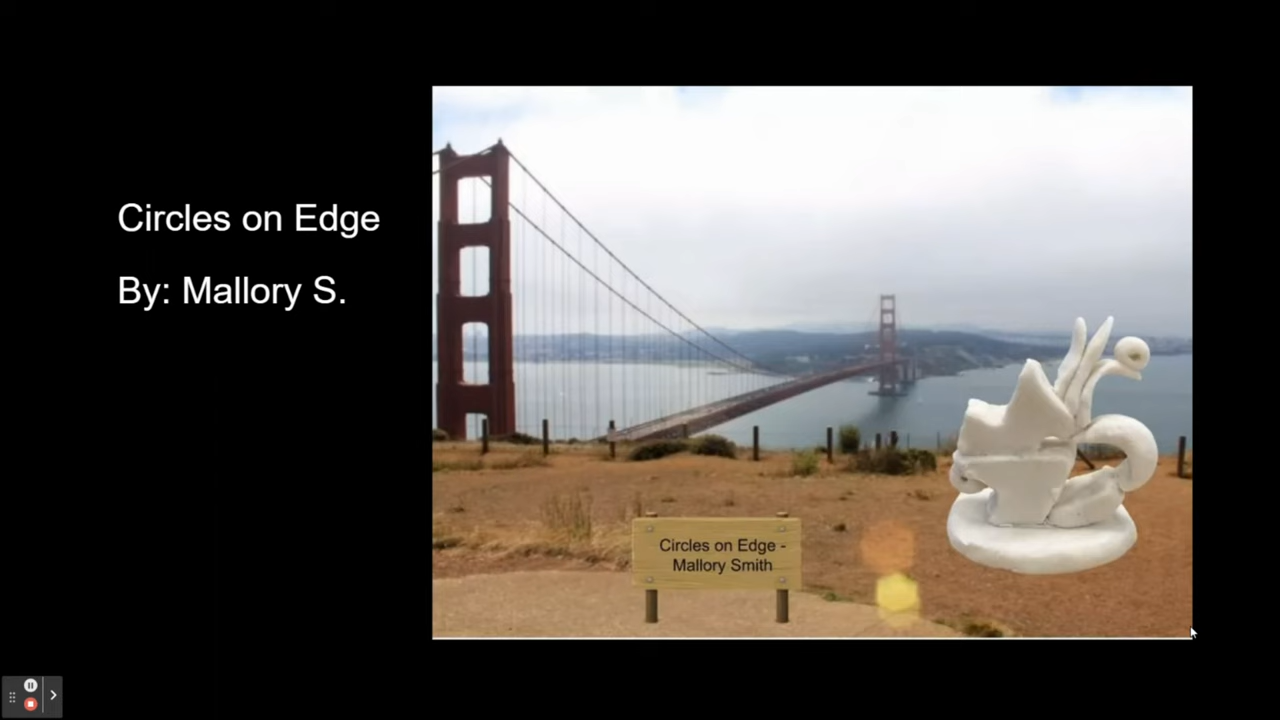 Circles on Edge
By: Mallory S.
Circles on Edge -
Mallory Smith